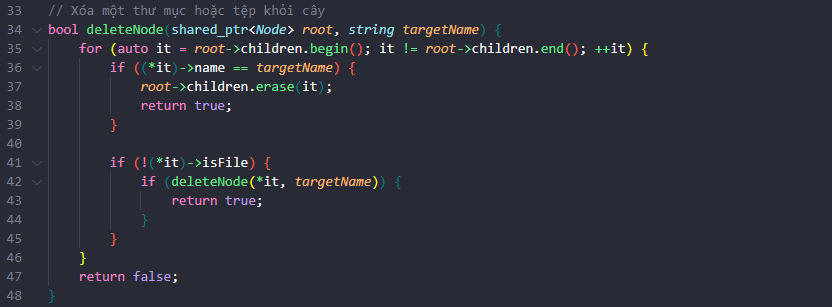 33 // Xóa một thư mục hoặc tệp khỏi cây
34 bool deleteNode(shared_ptr<Node> root, string targetName) {
35     for (auto it = root->children.begin(); it != root->children.end(); ++it) {
36         if ((*it)->name == targetName) {
37             root->children.erase(it);
38             return true;
39         }
40
41         if (!(*it)->isFile) {
42             if (deleteNode(*it, targetName)) {
43                 return true;
44             }
45         }
46     }
47     return false;
48 }